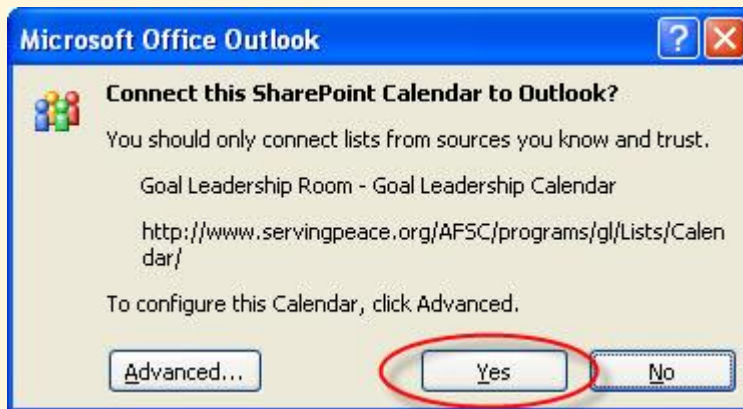 Microsoft Office Outlook
Connect this SharePoint Calendar to Outlook?
You should only connect lists from sources you know and trust.
Goal Leadership Room - Goal Leadership Calendar
http://www.servingpeace.org/AFSC/programs/gl/Lists/Calen
dar/
To configure this Calendar, click Advanced.
Advanced... Yes No